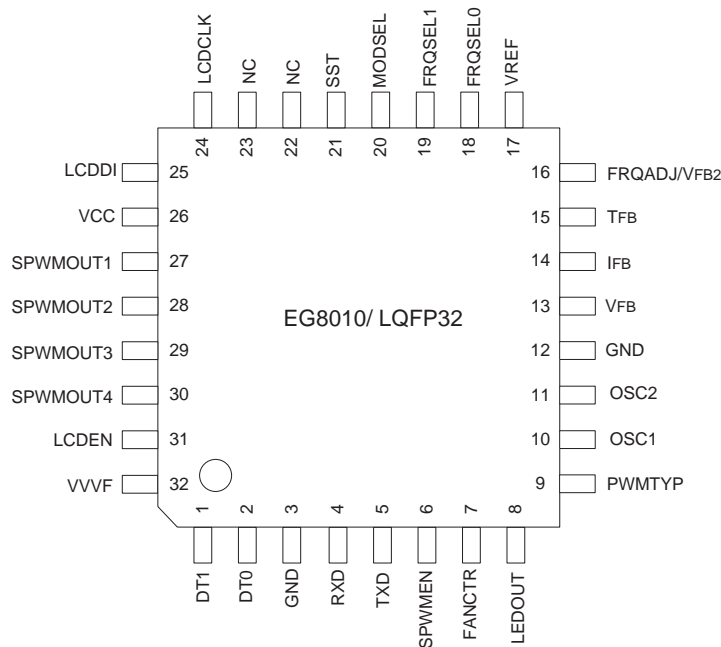 LCDCLK
NC
NC
SST
MODSEL
FRQSEL1
FRQSEL0
VREF
24
23
22
21
20
19
18
17
LCDDI
25
16
FRQADJ/VFB2
VCC
26
15
TFB
SPWMOUT1
27
14
IFB
SPWMOUT2
28
13
VFB
EG8010/ LQFP32
SPWMOUT3
29
12
GND
SPWMOUT4
30
11
OSC2
LCDEN
31
10
OSC1
VVVF
32
9
PWMTYP
1
2
3
4
5
6
7
8
DT1
DT0
GND
RXD
TXD
SPWMEN
FANCTR
LEDOUT